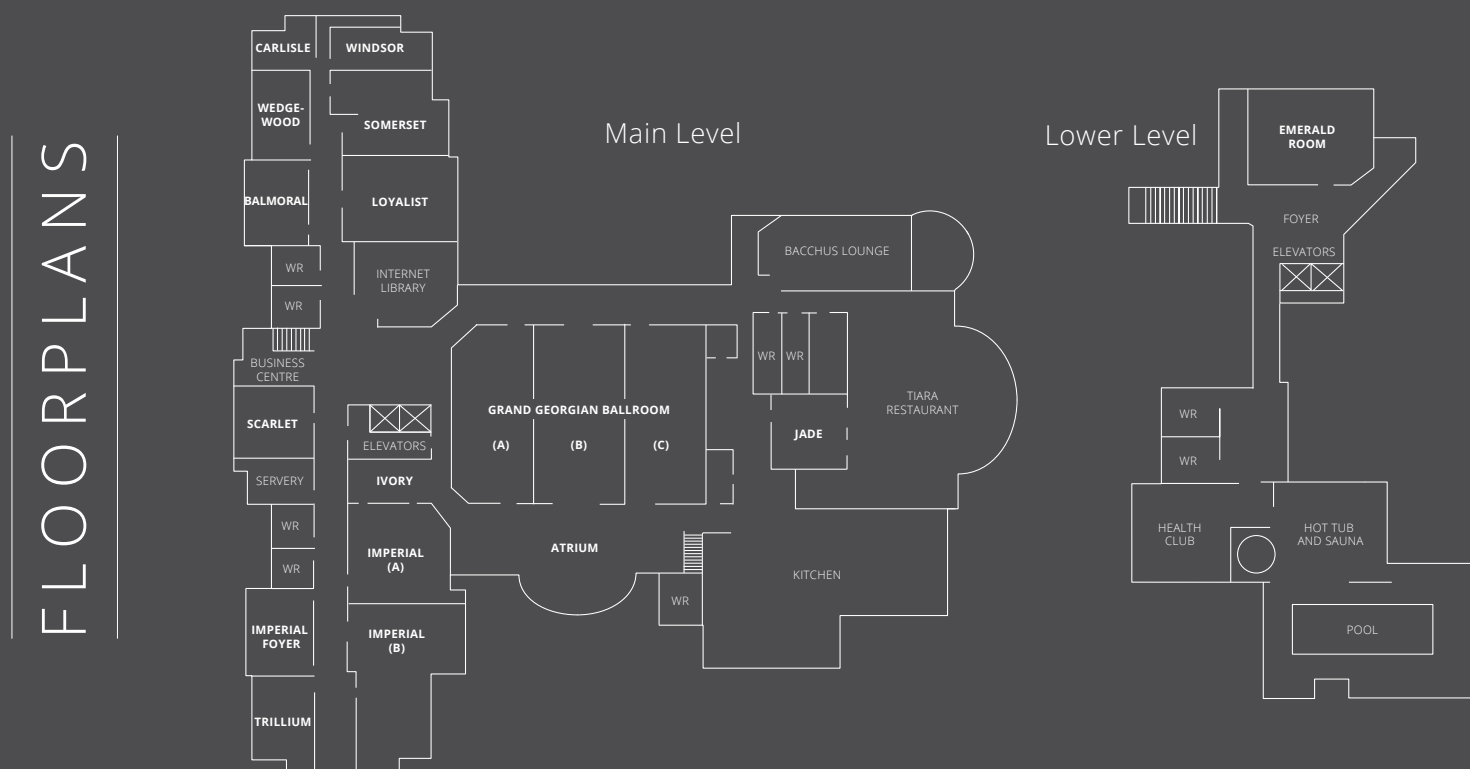 FLOORPLANS
Main Level
CARLISLE
WINDSOR
WEDGE-
WOOD
SOMERSET
BALMORAL
LOYALIST
WR
INTERNET
LIBRARY
WR
BUSINESS
CENTRE
SCARLET
ELEVATORS
SERVERY
IVORY
WR
IMPERIAL
(A)
WR
IMPERIAL
FOYER
IMPERIAL
(B)
TRILLIUM
BACCHUS LOUNGE
WR
WR
TIARA
RESTAURANT
GRAND GEORGIAN BALLROOM
(A)
(B)
(C)
JADE
ATRIUM
KITCHEN
WR
Lower Level
EMERALD
ROOM
FOYER
ELEVATORS
WR
WR
HEALTH
CLUB
HOT TUB
AND SAUNA
POOL